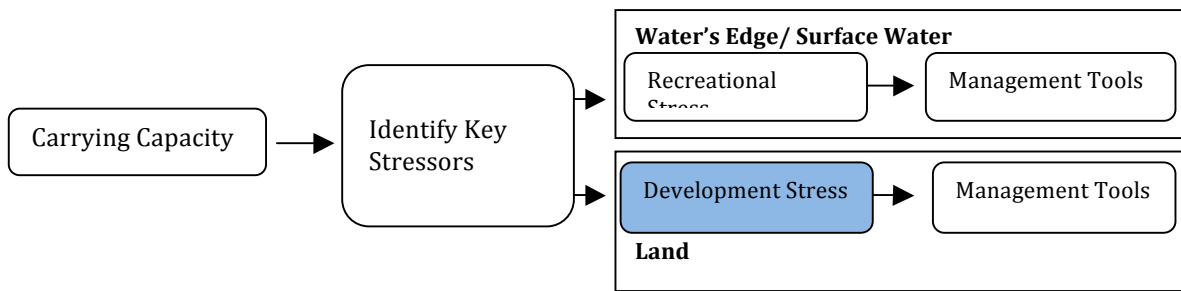 Water's Edge/ Surface Water
Recreational
Management Tools
Carrying Capacity
Identify Key
Stressors
Development Stress
Management Tools
Land